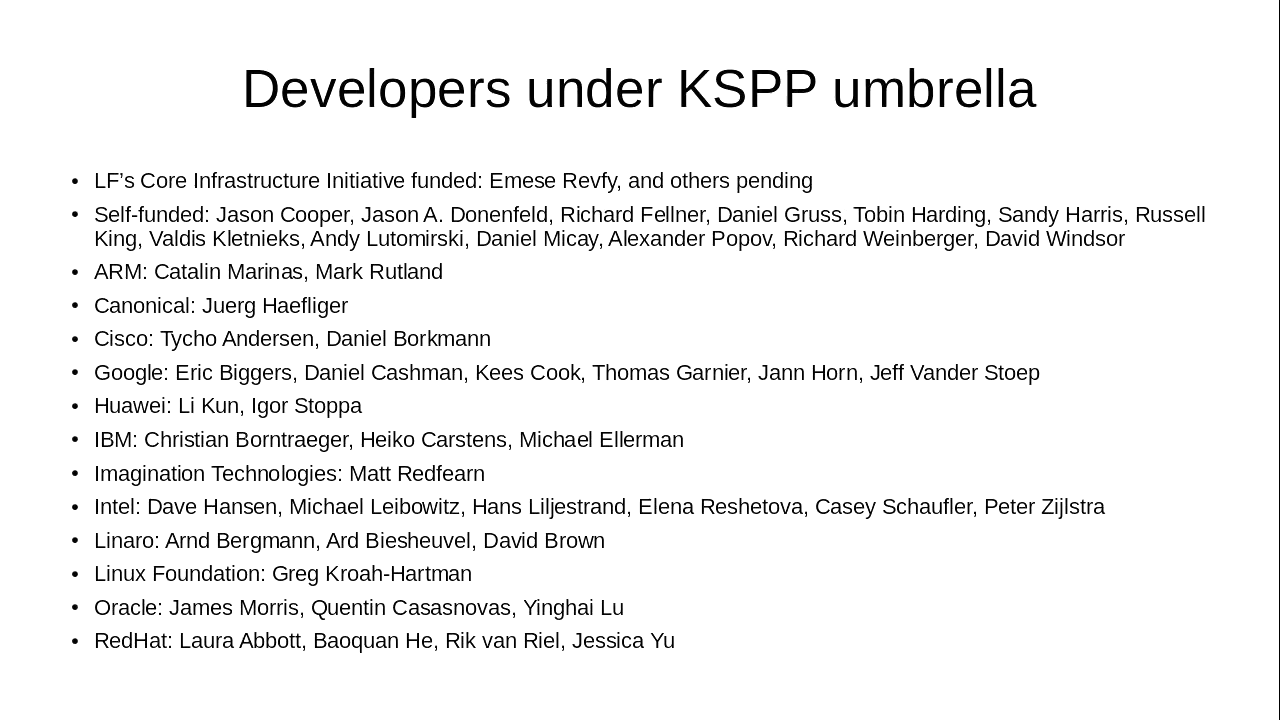 Developers under KSPP umbrella
• LF’s Core Infrastructure Initiative funded: Emese Revfy, and others pending
• Self-funded: Jason Cooper, Jason A. Donenfeld, Richard Fellner, Daniel Gruss, Tobin Harding, Sandy Harris, Russell
King, Valdis Kletnieks, Andy Lutomirski, Daniel Micay, Alexander Popov, Richard Weinberger, David Windsor
• ARM: Catalin Marinas, Mark Rutland
• Canonical: Juerg Haefliger
• Cisco: Tycho Andersen, Daniel Borkmann
• Google: Eric Biggers, Daniel Cashman, Kees Cook, Thomas Garnier, Jann Horn, Jeff Vander Stoep
• Huawei: Li Kun, Igor Stoppa
• IBM: Christian Borntraeger, Heiko Carstens, Michael Ellerman
• Imagination Technologies: Matt Redfearn
• Intel: Dave Hansen, Michael Leibowitz, Hans Liljestrand, Elena Reshetova, Casey Schaufler, Peter Zijlstra
• Linaro: Arnd Bergmann, Ard Biesheuvel, David Brown
• Linux Foundation: Greg Kroah-Hartman
• Oracle: James Morris, Quentin Casasnovas, Yinghai Lu
• RedHat: Laura Abbott, Baoquan He, Rik van Riel, Jessica Yu